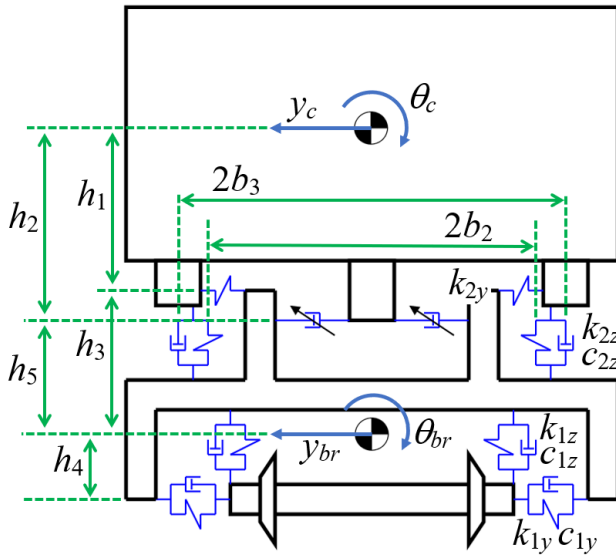 y_c
θ_c
2b_3
h_2
h_1
2b_2
k_2y
h_5
h_3
k_2z
c_2z
y_br
θ_br
k_1z
c_1z
h_4
k_1y c_1y